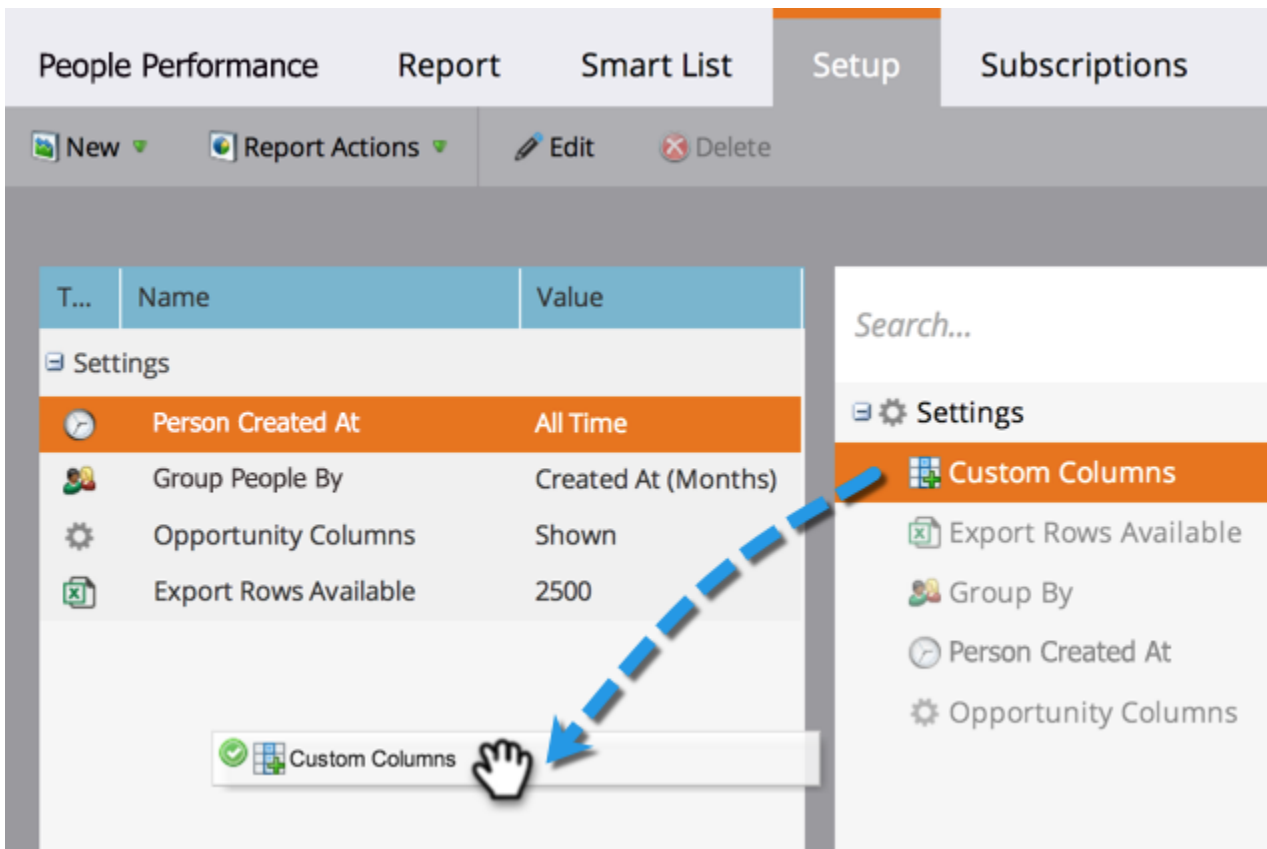 People Performance Report Smart List Setup Subscriptions
New Report Actions Edit Delete
T... Name Value
Settings
Person Created At All Time
Group People By Created At (Months)
Opportunity Columns Shown
Export Rows Available 2500
Custom Columns
Search...
Settings
Custom Columns
Export Rows Available
Group By
Person Created At
Opportunity Columns